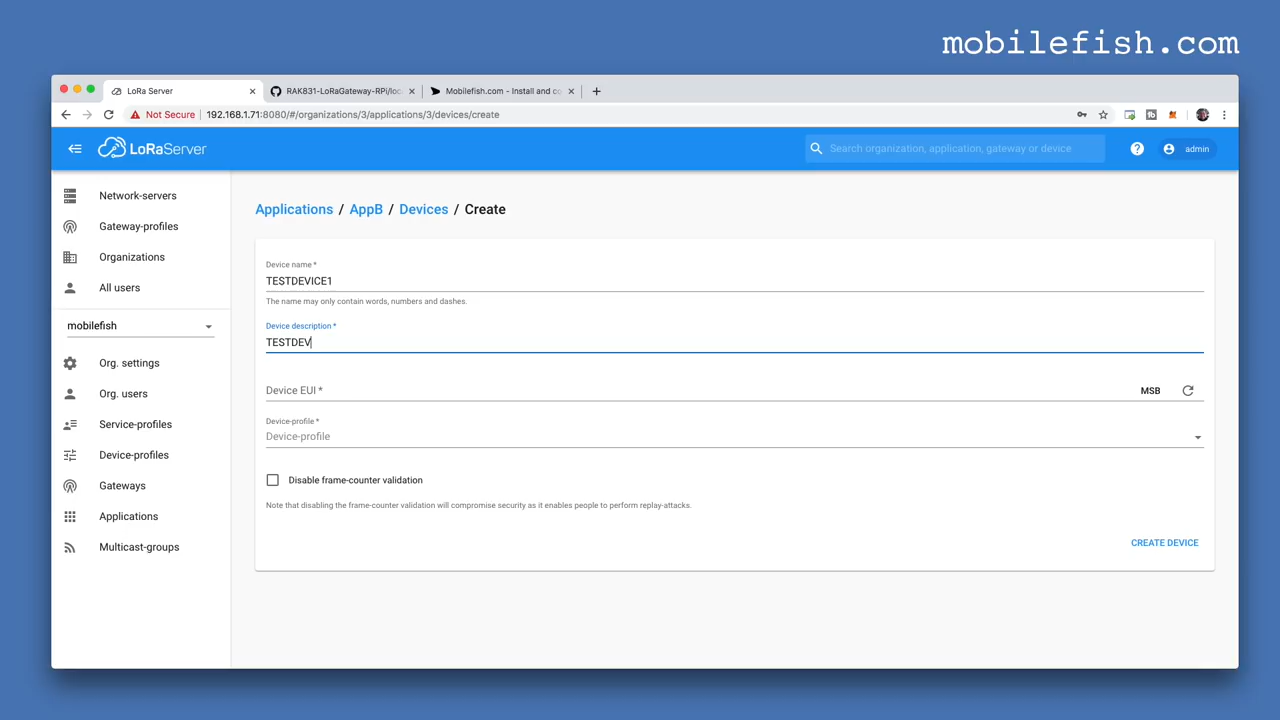 mobilefish.com
LoRa Server
RAK831-LoRaGateway-RPi/loc
Mobilefish.com - Install and co
Not Secure
192.168.1.71:8080/#/organizations/3/applications/3/devices/create
LoRaServer
Search organization, application, gateway or device
admin
Network-servers
Gateway-profiles
Organizations
All users
mobilefish
Org. settings
Org. users
Service-profiles
Device-profiles
Gateways
Applications
Multicast-groups
Applications / AppB / Devices / Create
Device name *
TESTDEVICE1
The name may only contain words, numbers and dashes.
Device description *
TESTDEV
Device EUI *
MSB
Device-profile *
Device-profile
Disable frame-counter validation
Note that disabling the frame-counter validation will compromise security as it enables people to perform replay-attacks.
CREATE DEVICE